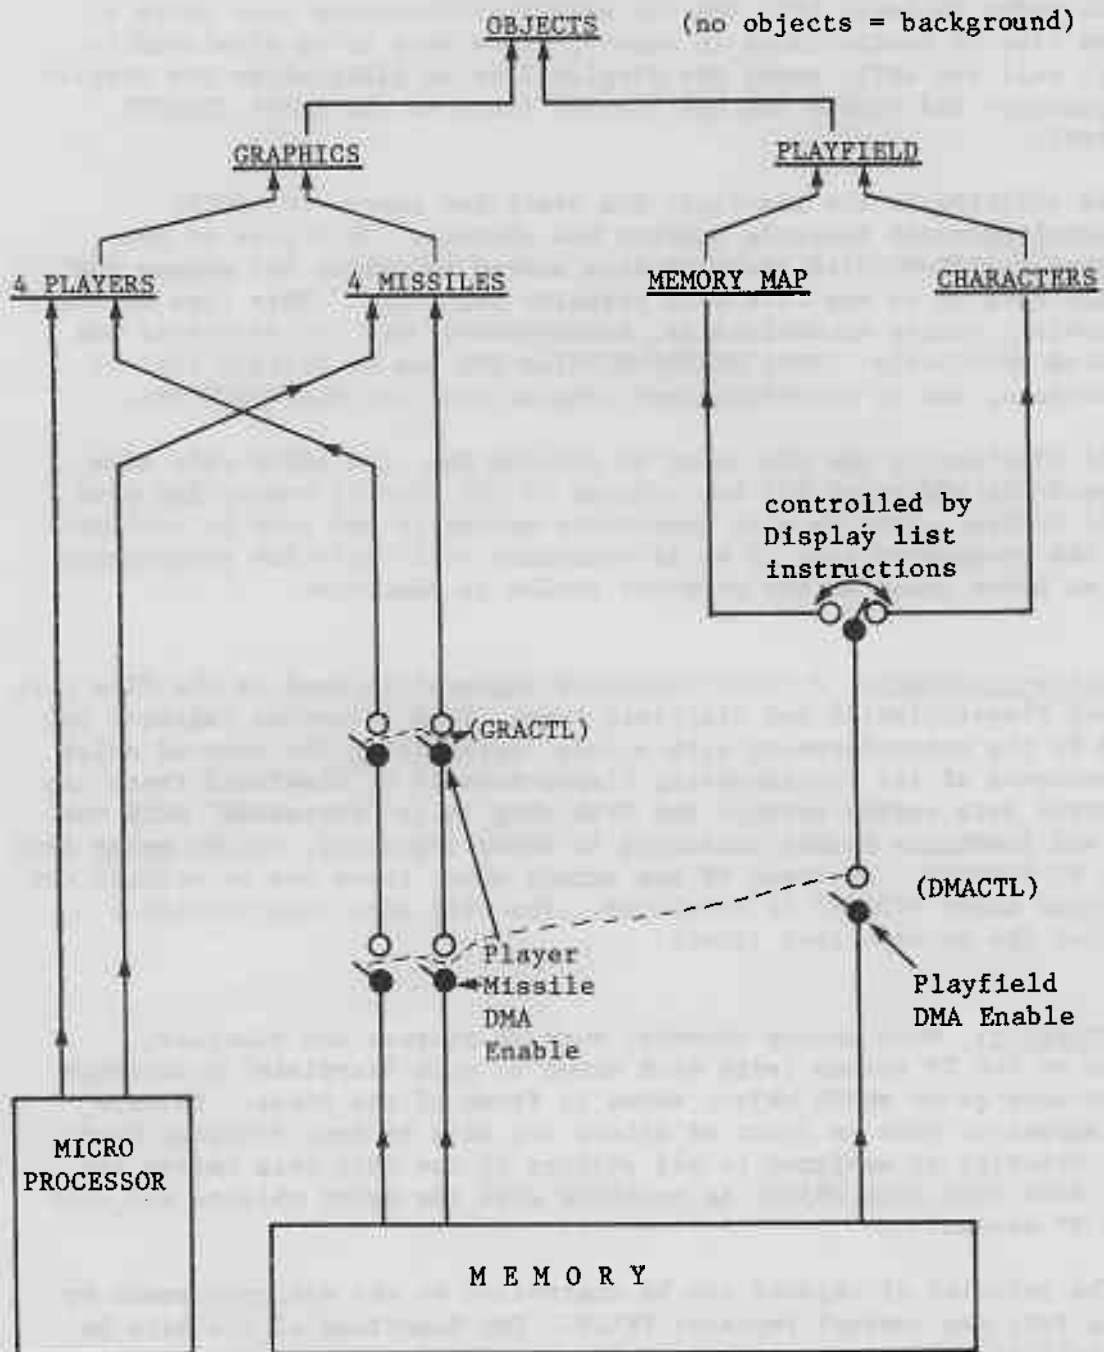 OBJECTS (no objects = background)
GRAPHICS
PLAYFIELD
4 PLAYERS
4 MISSILES
MEMORY MAP
CHARACTERS
controlled by
Display list
instructions
(GRACTL)
(DMACTL)
Player
Missile
DMA
Enable
Playfield
DMA Enable
MICRO
PROCESSOR
M E M O R Y